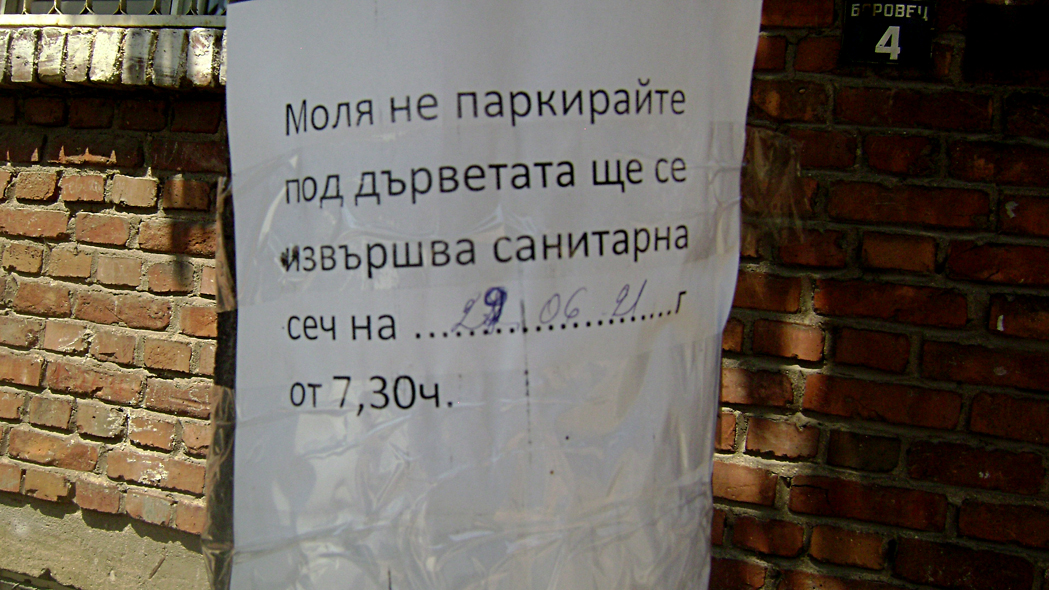 БОРОВЕЦ
4
Моля не паркирайте
под дърветата ще се
извършва санитарна
сеч на ....29...06...21....г
от 7,30ч.